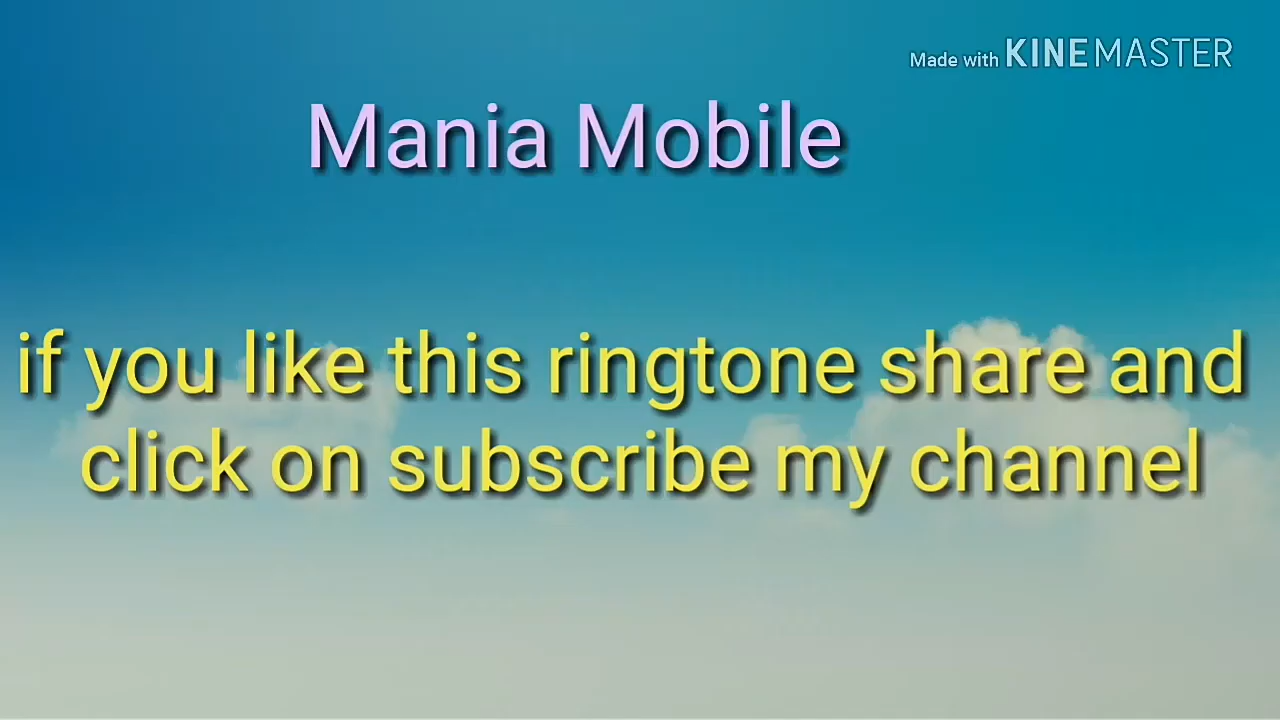 Made with KINEMASTER
Mania Mobile
if you like this ringtone share and
click on subscribe my channel